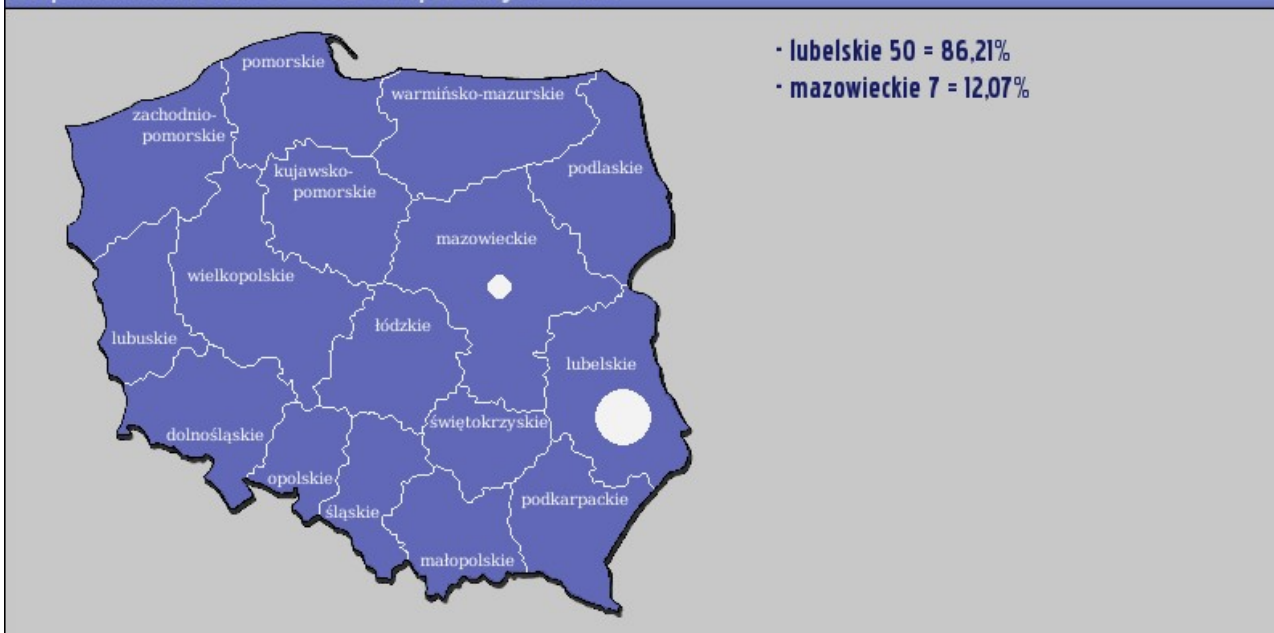 - lubelskie 50 = 86,21%
- mazowieckie 7 = 12,07%
pomorskie
warmińsko-mazurskie
zachodnio-
pomorskie
podlaskie
kujawsko-
pomorskie
mazowieckie
wielkopolskie
łódzkie
lubuskie
lubelskie
świętokrzyskie
dolnośląskie
opolskie
podkarpackie
śląskie
małopolskie